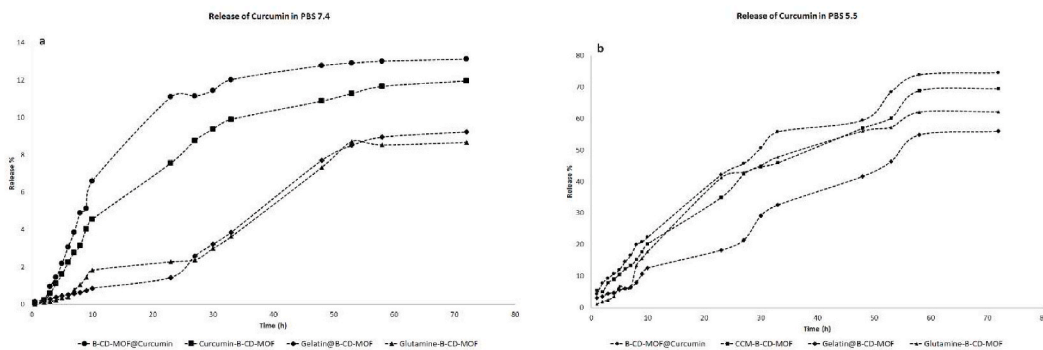 Release of Curcumin in PBS 7.4
a
14
12
10
8
6
4
2
0
Release %
0 10 20 30 40 50 60 70 80
Time (h)
B-CD-MOF@Curcumin Curcumin-B-CD-MOF Gelatin@B-CD-MOF Glutamine-B-CD-MOF
Release of Curcumin in PBS 5.5
b
80
70
60
50
40
30
20
10
0
Release %
0 10 20 30 40 50 60 70 80
Time (h)
B-CD-MOF@Curcumin CCM-B-CD-MOF Gelatin@B-CD-MOF Glutamine-B-CD-MOF